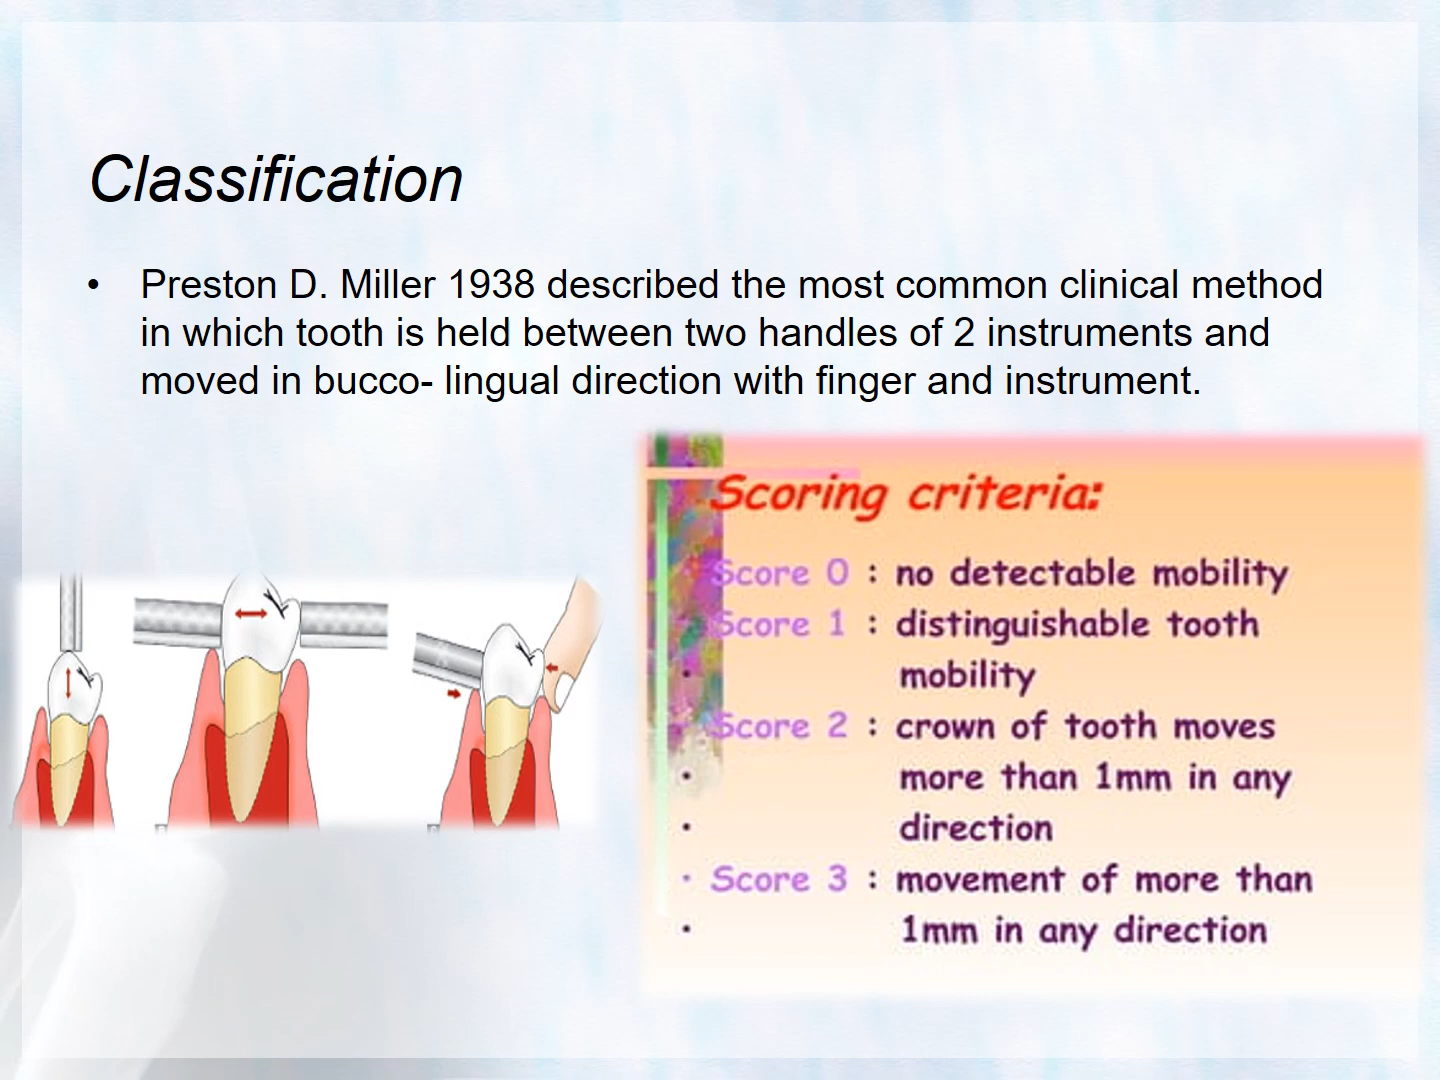 Classification
• Preston D. Miller 1938 described the most common clinical method
in which tooth is held between two handles of 2 instruments and
moved in bucco- lingual direction with finger and instrument.
Scoring criteria:
Score 0 : no detectable mobility
Score 1 : distinguishable tooth
• mobility
Score 2 : crown of tooth moves
• more than 1mm in any
• direction
• Score 3 : movement of more than
• 1mm in any direction